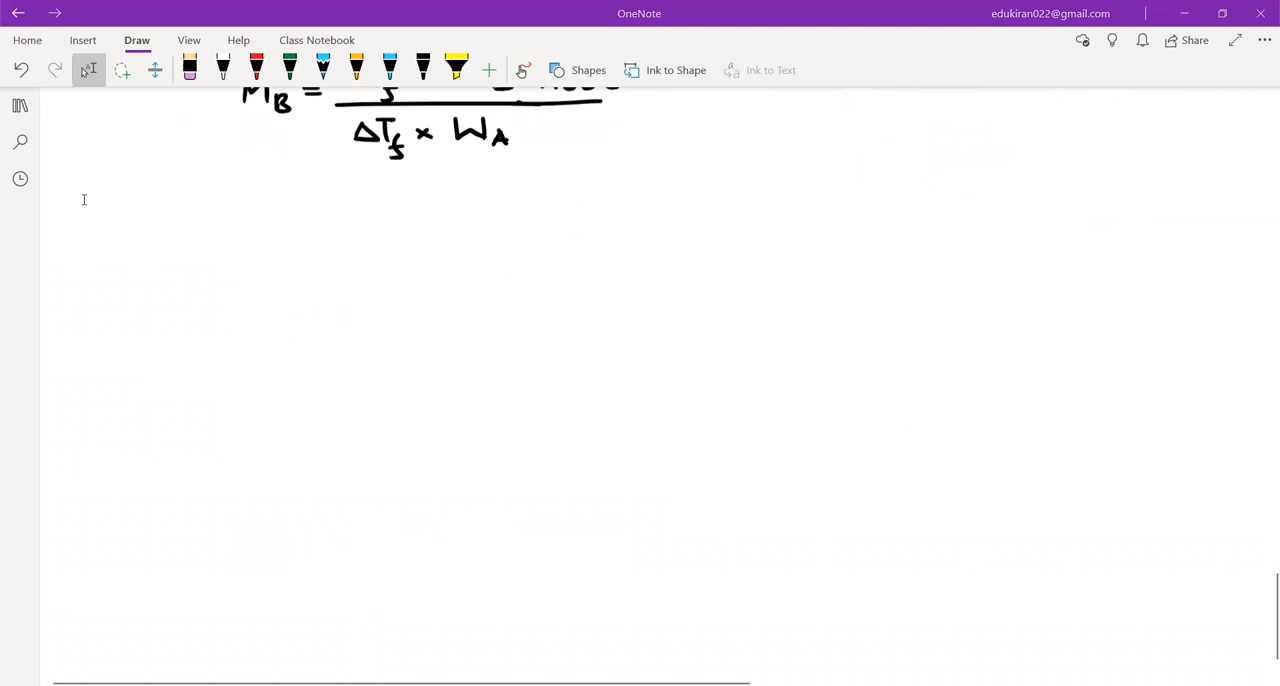 OneNote
edukiran022@gmail.com
Home Insert Draw View Help Class Notebook
Share
Shapes Ink to Shape Ink to Text
M_B =
ΔT_f × W_A